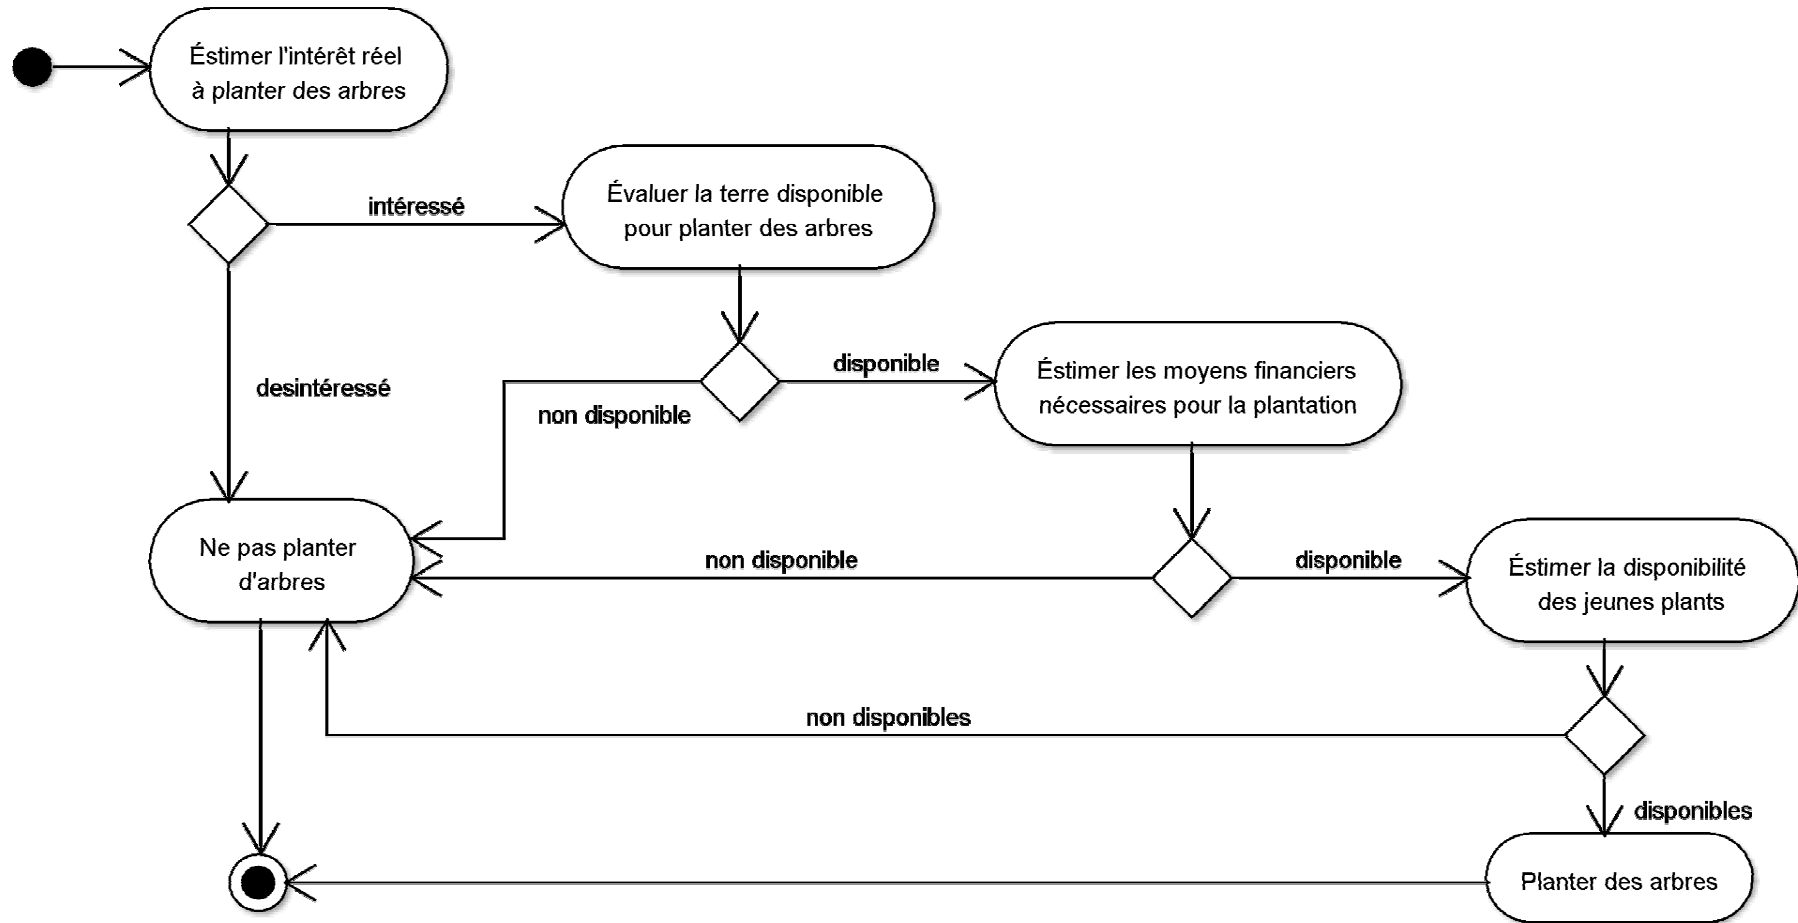 Éstimer l'intérêt réel
à planter des arbres
intéressé
Évaluer la terre disponible
pour planter des arbres
desintéressé
disponible
non disponible
Éstimer les moyens financiers
nécessaires pour la plantation
Ne pas planter
d'arbres
non disponible
disponible
Éstimer la disponibilité
des jeunes plants
non disponibles
disponibles
Planter des arbres